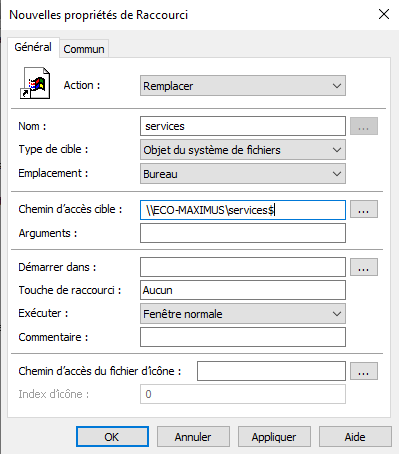 Nouvelles propriétés de Raccourci
Général Commun
Action : Remplacer
Nom : services ...
Type de cible : Objet du système de fichiers
Emplacement : Bureau
Chemin d'accès cible : \\ECO-MAXIMUS\services$ ...
Arguments :
Démarrer dans : ...
Touche de raccourci : Aucun
Exécuter : Fenêtre normale
Commentaire :
Chemin d'accès du fichier d'icône : ...
Index d'icône : 0
OK Annuler Appliquer Aide